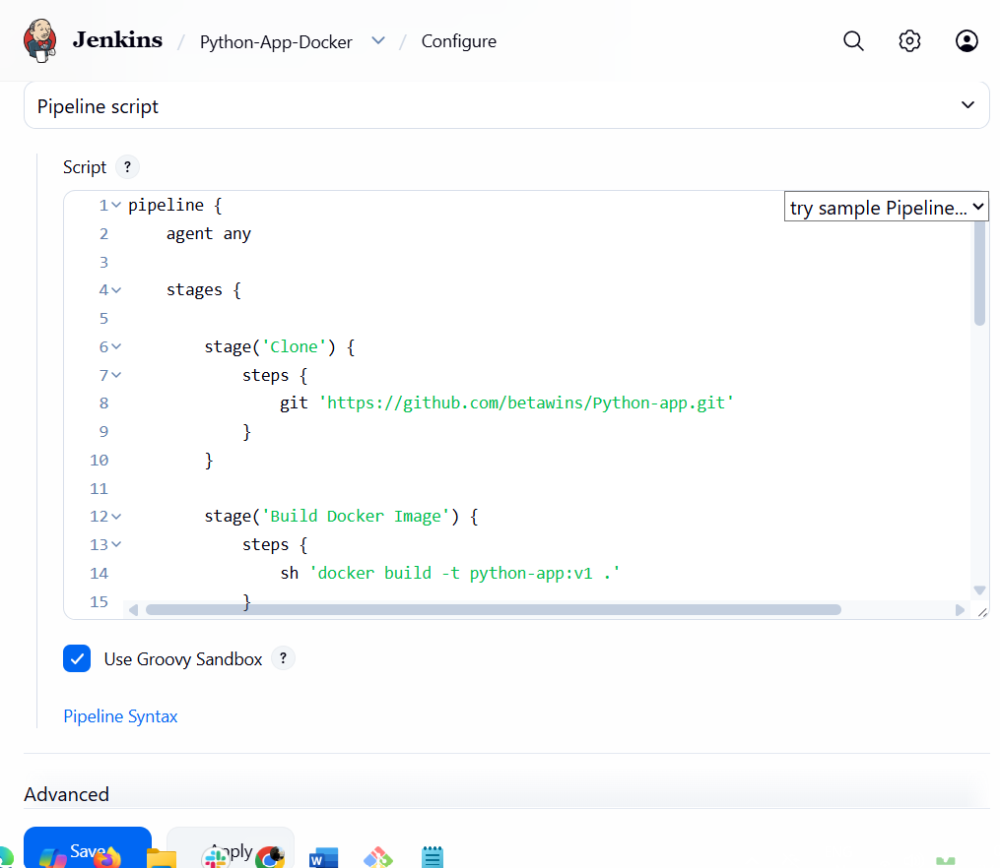 Jenkins / Python-App-Docker / Configure
Pipeline script
Script ?
try sample Pipeline...
1 pipeline {
2     agent any
3
4     stages {
5
6         stage('Clone') {
7             steps {
8                 git 'https://github.com/betawins/Python-app.git'
9             }
10         }
11
12         stage('Build Docker Image') {
13             steps {
14                 sh 'docker build -t python-app:v1 .'
15             }
Use Groovy Sandbox ?
Pipeline Syntax
Advanced
Save Apply
W